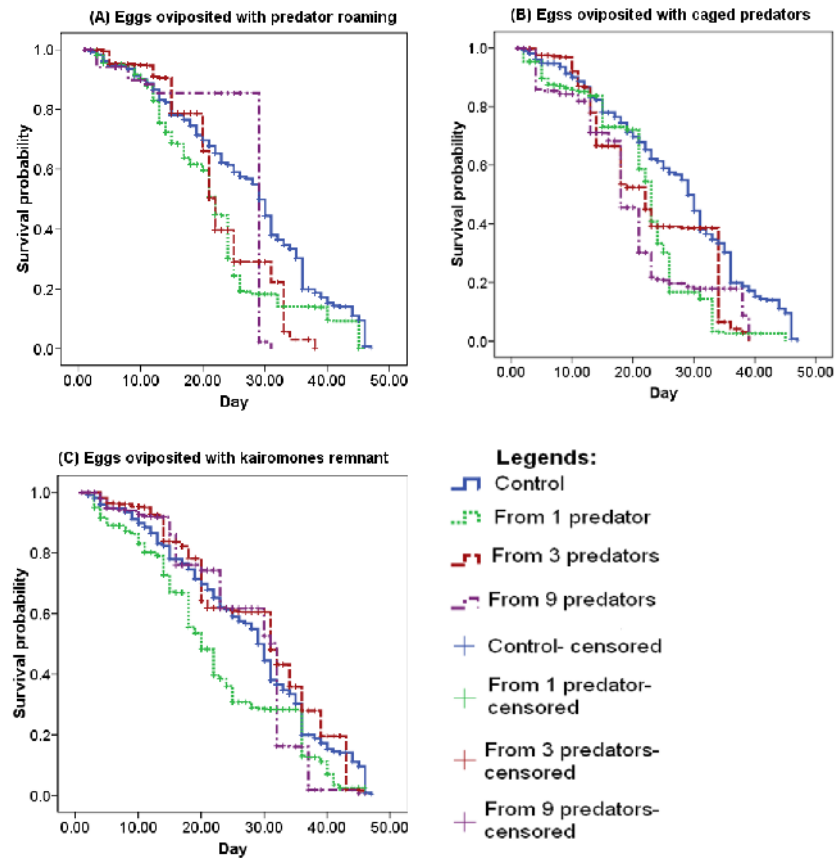 (A) Eggs oviposited with predator roaming
Survival probability
1.0
0.8
0.6
0.4
0.2
0.0
0.00 10.00 20.00 30.00 40.00 50.00
Day
(B) Egss oviposited with caged predators
Survival probability
1.0
0.8
0.6
0.4
0.2
0.0
0.00 10.00 20.00 30.00 40.00 50.00
Day
(C) Eggs oviposited with kairomones remnant
Survival probability
1.0
0.8
0.6
0.4
0.2
0.0
0.00 10.00 20.00 30.00 40.00 50.00
Day
Legends:
Control
From 1 predator
From 3 predators
From 9 predators
Control- censored
From 1 predator-
censored
From 3 predators-
censored
From 9 predators-
censored